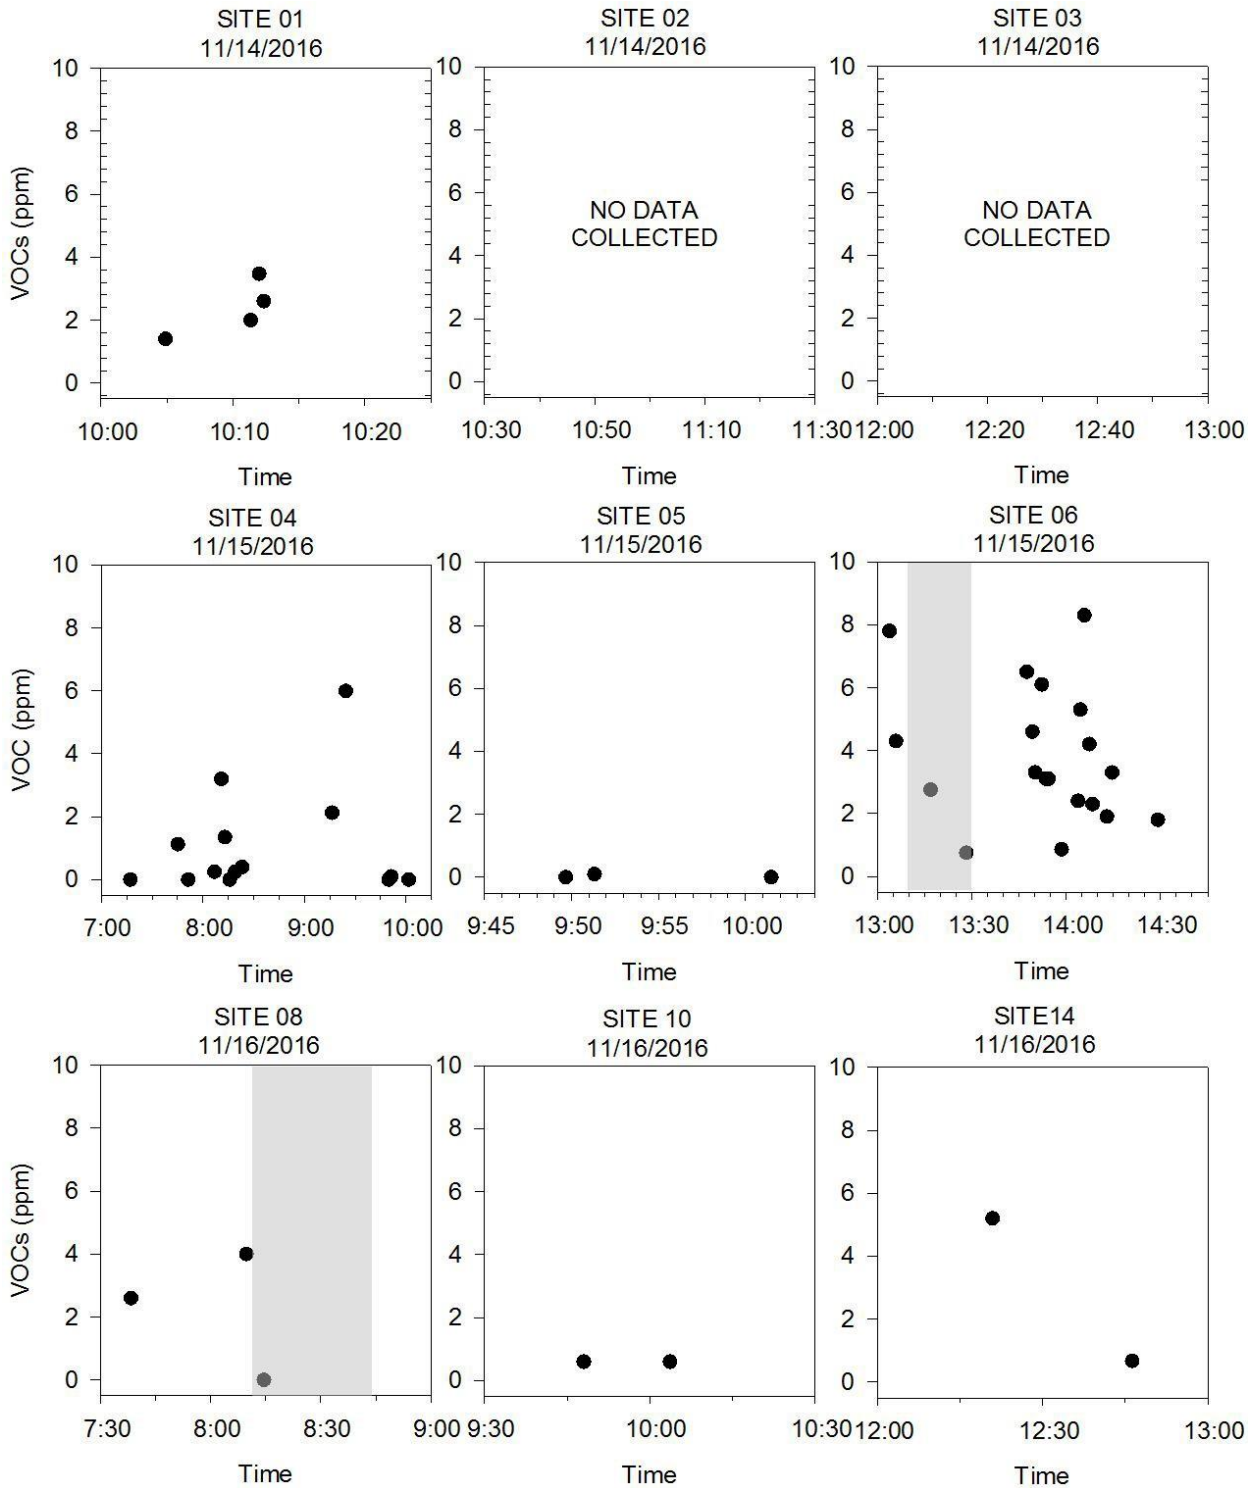 SITE 01
11/14/2016
SITE 02
11/14/2016
SITE 03
11/14/2016
VOCs (ppm)
10
8
6
4
2
0
10:00 10:10 10:20
Time
10
8
6
4
2
0
NO DATA
COLLECTED
10:30 10:50 11:10 11:30
Time
10
8
6
4
2
0
NO DATA
COLLECTED
12:00 12:20 12:40 13:00
Time
SITE 04
11/15/2016
SITE 05
11/15/2016
SITE 06
11/15/2016
VOC (ppm)
10
8
6
4
2
0
7:00 8:00 9:00 10:00
Time
10
8
6
4
2
0
9:45 9:50 9:55 10:00
Time
10
8
6
4
2
0
13:00 13:30 14:00 14:30
Time
SITE 08
11/16/2016
SITE 10
11/16/2016
SITE14
11/16/2016
VOCs (ppm)
10
8
6
4
2
0
7:30 8:00 8:30 9:00
Time
10
8
6
4
2
0
9:30 10:00 10:30
Time
10
8
6
4
2
0
12:00 12:30 13:00
Time